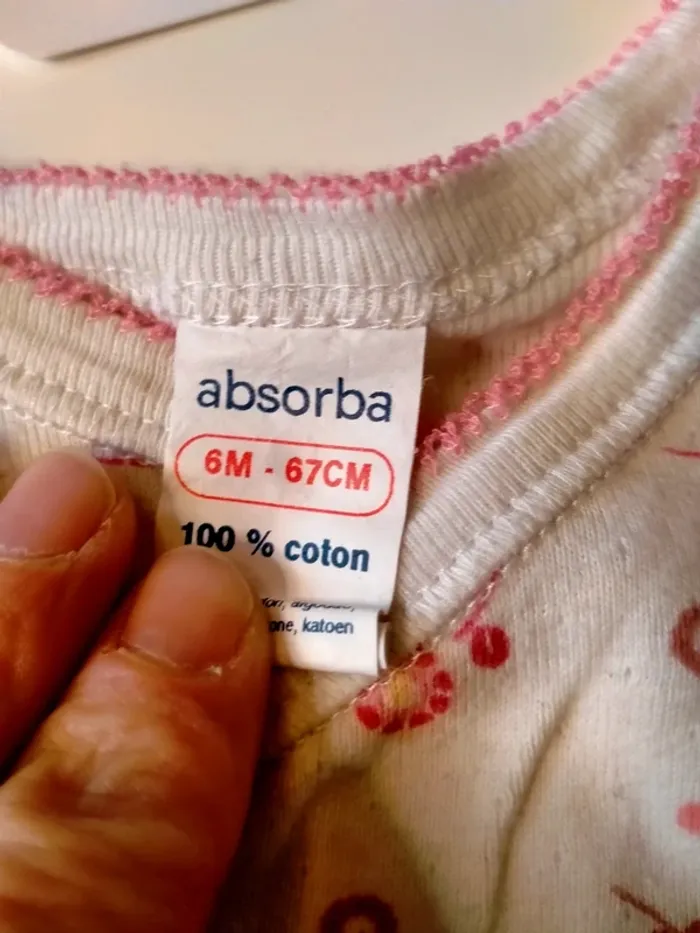 absorba
6M - 67CM
100 % coton
katoen